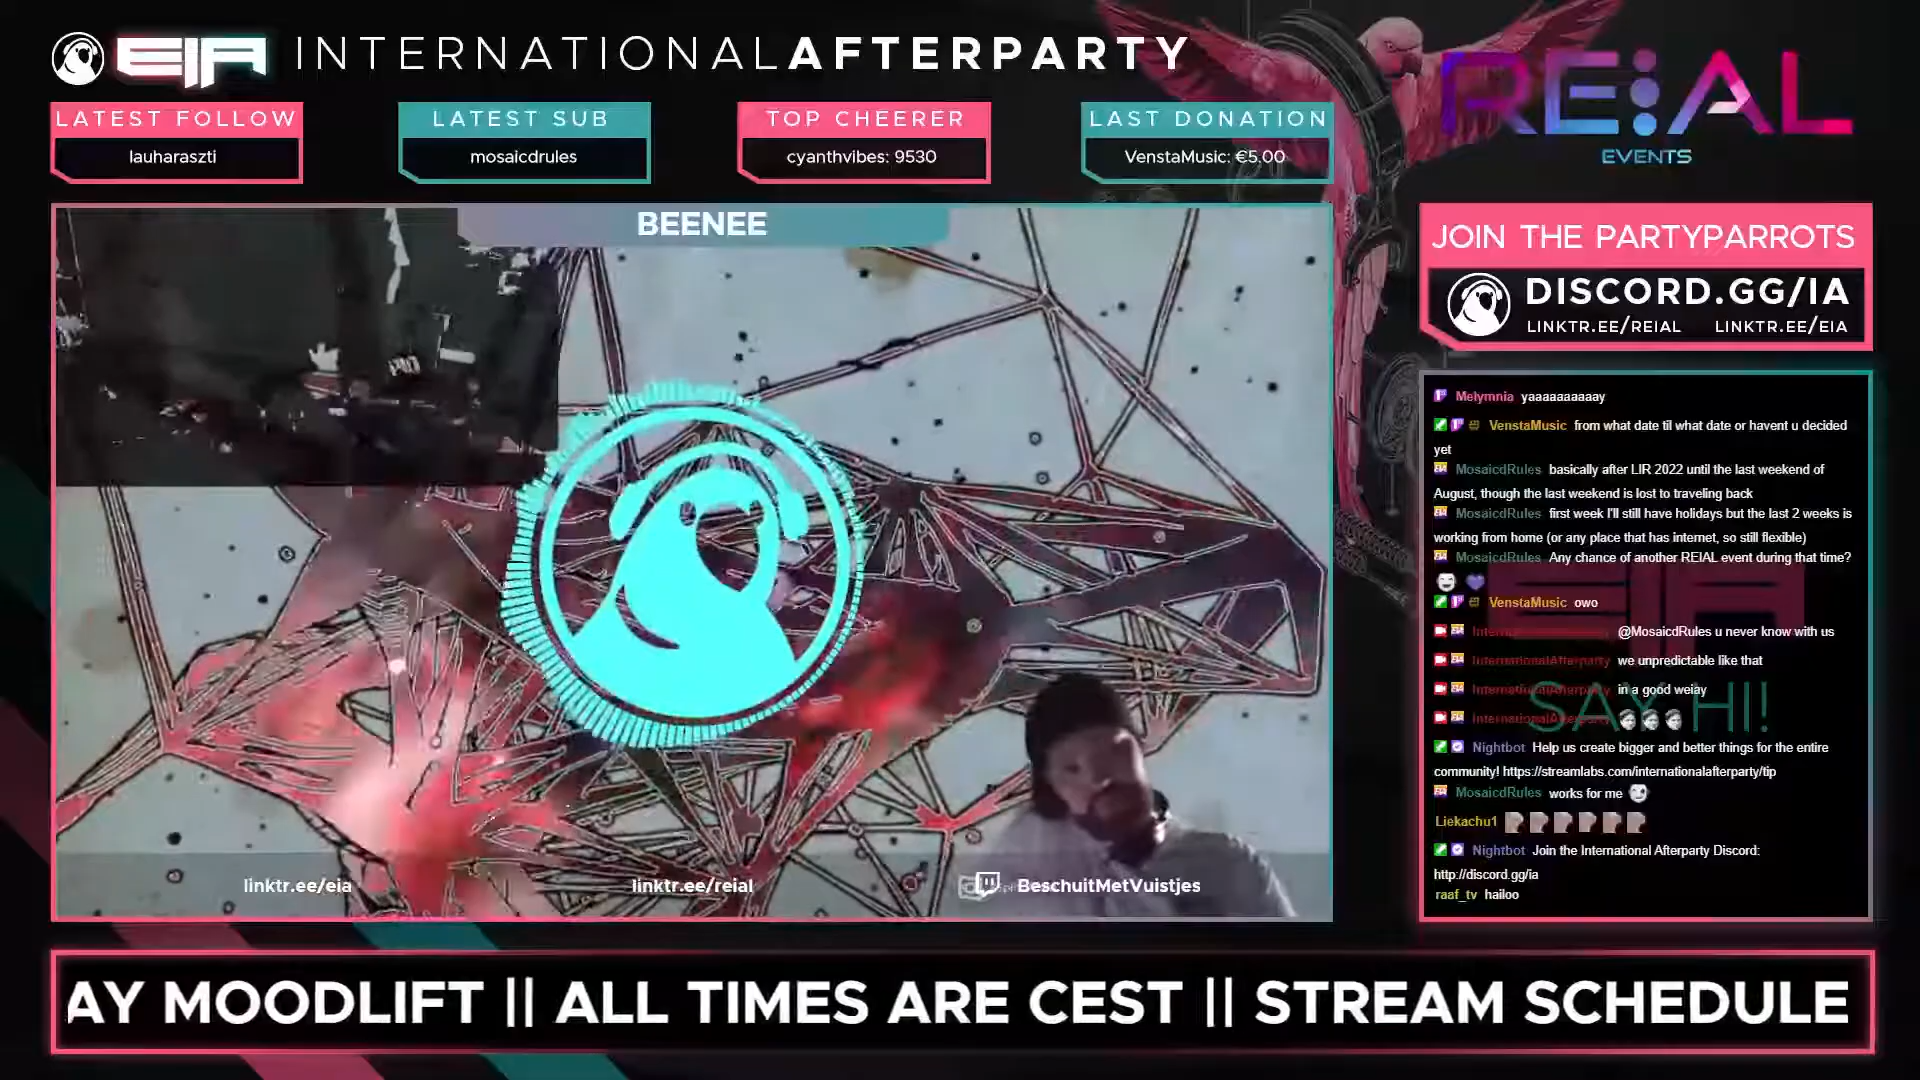 EIA INTERNATIONALAFTERPARTY
RE:AL
EVENTS
LATEST FOLLOW
lauharaszti
LATEST SUB
mosaicdrules
TOP CHEERER
cyanthvibes: 9530
LAST DONATION
VenstaMusic: €5.00
BEENEE
linktr.ee/eia
linktr.ee/reial
BeschuitMetVuistjes
JOIN THE PARTYPARROTS
DISCORD.GG/IA
LINKTR.EE/REIAL LINKTR.EE/EIA
Melymnia yaaaaaaaaaay
VenstaMusic from what date til what date or havent u decided
yet
MosaicdRules basically after LIR 2022 until the last weekend of
August, though the last weekend is lost to traveling back
MosaicdRules first week I'll still have holidays but the last 2 weeks is
working from home (or any place that has internet, so still flexible)
MosaicdRules Any chance of another REIAL event during that time?
VenstaMusic owo
@MosaicdRules u never know with us
InternationalAfterparty we unpredictable like that
InternationalAfterparty in a good weiay
InternationalAfterparty
Nightbot Help us create bigger and better things for the entire
community! https://streamlabs.com/internationalafterparty/tip
MosaicdRules works for me
Liekachu1
Nightbot Join the International Afterparty Discord:
http://discord.gg/ia
raaf_tv hailoo
EIA
SAY HI!
AY MOODLIFT || ALL TIMES ARE CEST || STREAM SCHEDULE